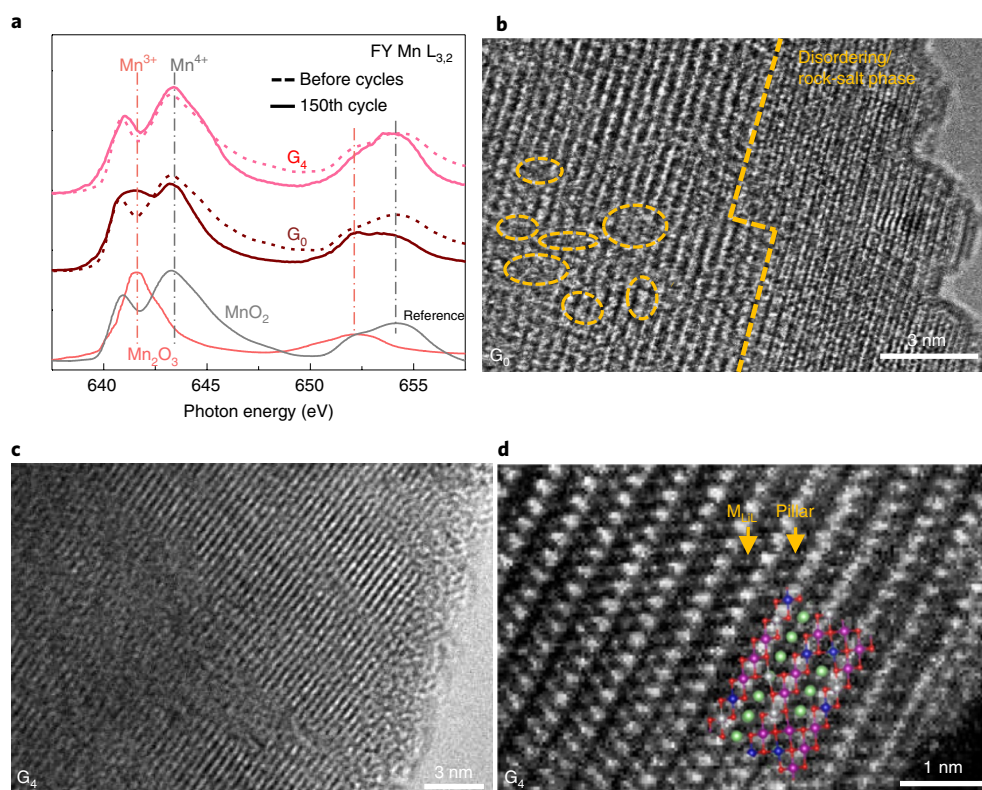 a
FY Mn L₃,₂
Mn³⁺
Mn⁴⁺
Before cycles
150th cycle
G₄
G₀
MnO₂
Reference
Mn₂O₃
640
645
650
655
Photon energy (eV)
b
Disordering/
rock-salt phase
G₀
3 nm
c
G₄
3 nm
d
M_LiL
Pillar
G₄
1 nm